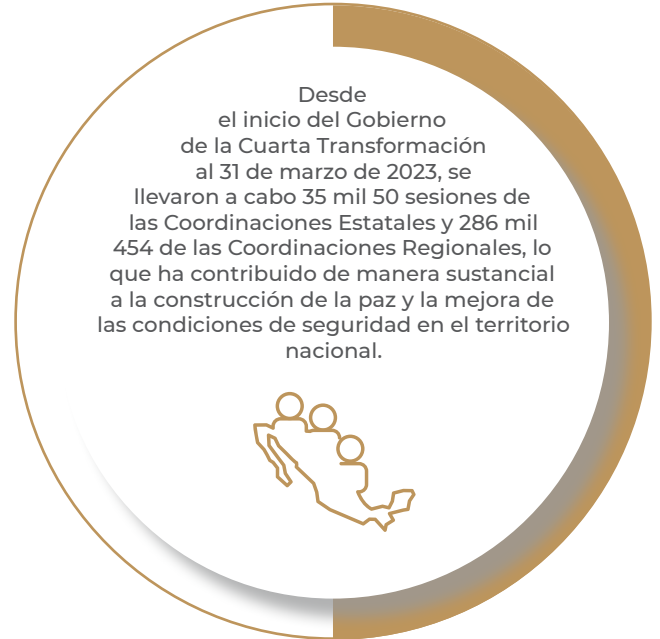 Desde
el inicio del Gobierno
de la Cuarta Transformación
al 31 de marzo de 2023, se
llevaron a cabo 35 mil 50 sesiones de
las Coordinaciones Estatales y 286 mil
454 de las Coordinaciones Regionales, lo
que ha contribuido de manera sustancial
a la construcción de la paz y la mejora de
las condiciones de seguridad en el territorio
nacional.